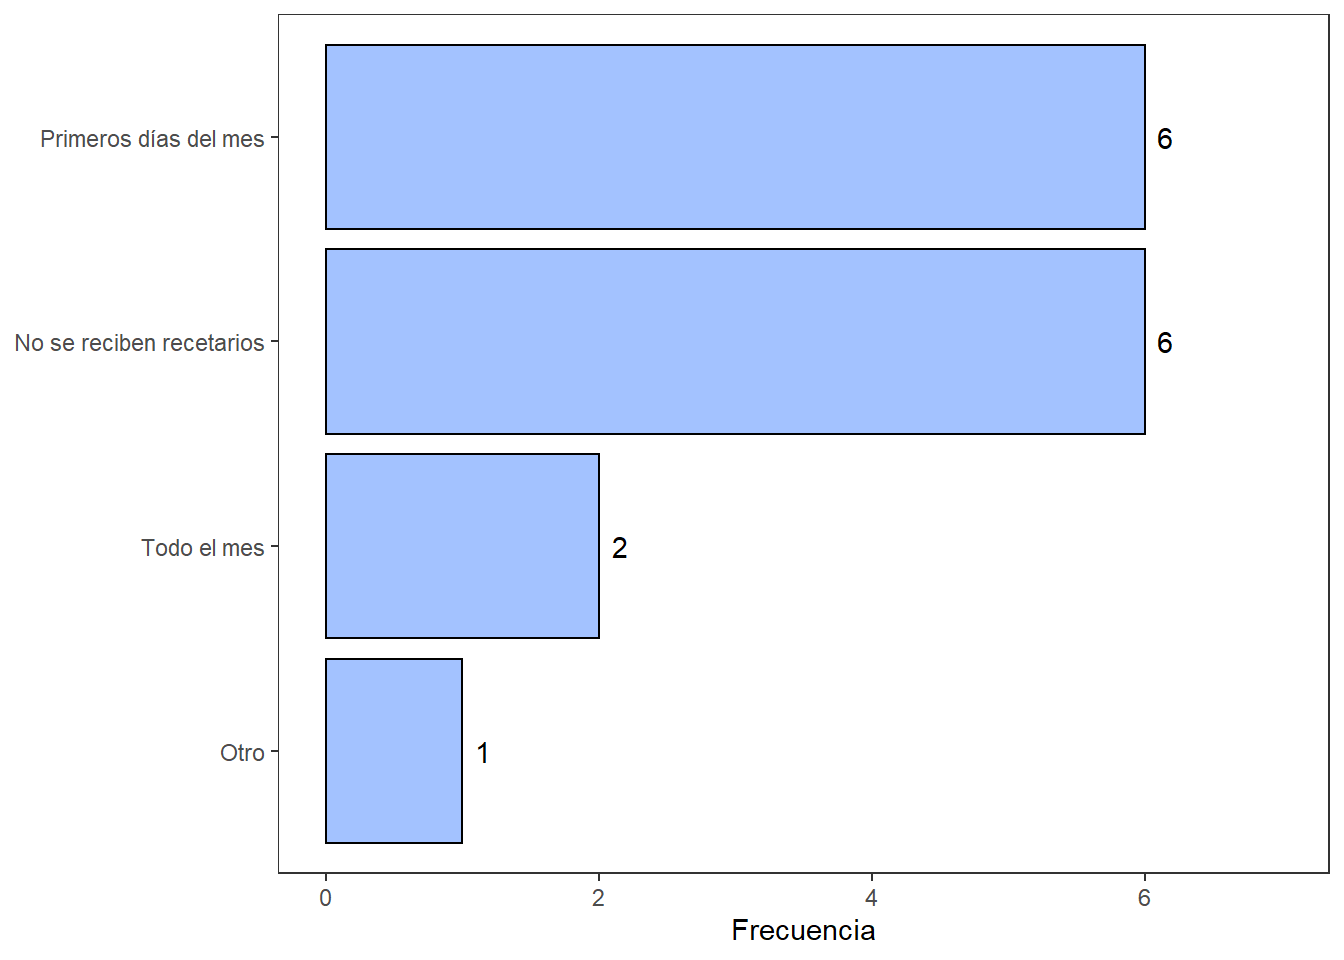 Primeros días del mes
6
No se reciben recetarios
6
Todo el mes
2
Otro
1
0 2 4 6
Frecuencia